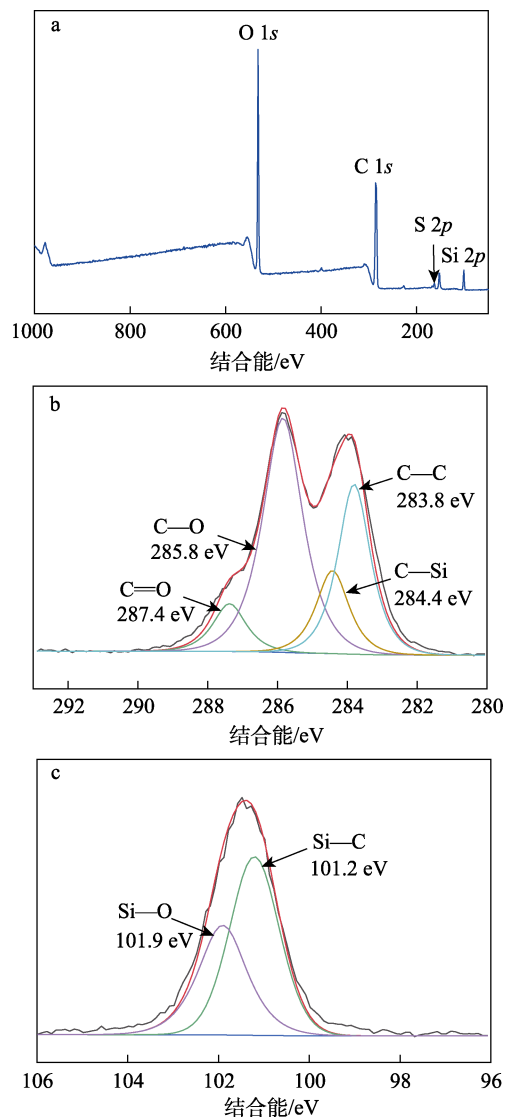 a
O 1s
C 1s
S 2p
Si 2p
1000 800 600 400 200
结合能/eV
b
C—C
283.8 eV
C—O
285.8 eV
C—Si
284.4 eV
C═O
287.4 eV
292 290 288 286 284 282 280
结合能/eV
c
Si—C
101.2 eV
Si—O
101.9 eV
106 104 102 100 98 96
结合能/eV